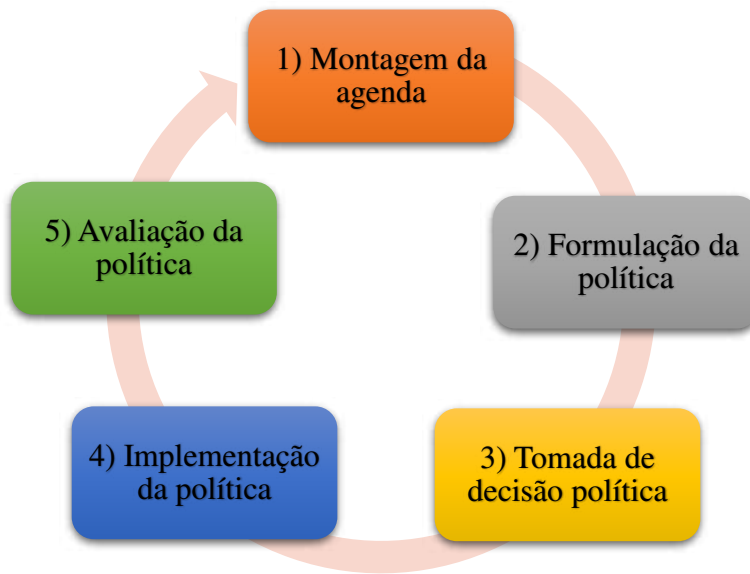 1) Montagem da
agenda
2) Formulação da
política
3) Tomada de
decisão política
4) Implementação
da política
5) Avaliação da
política